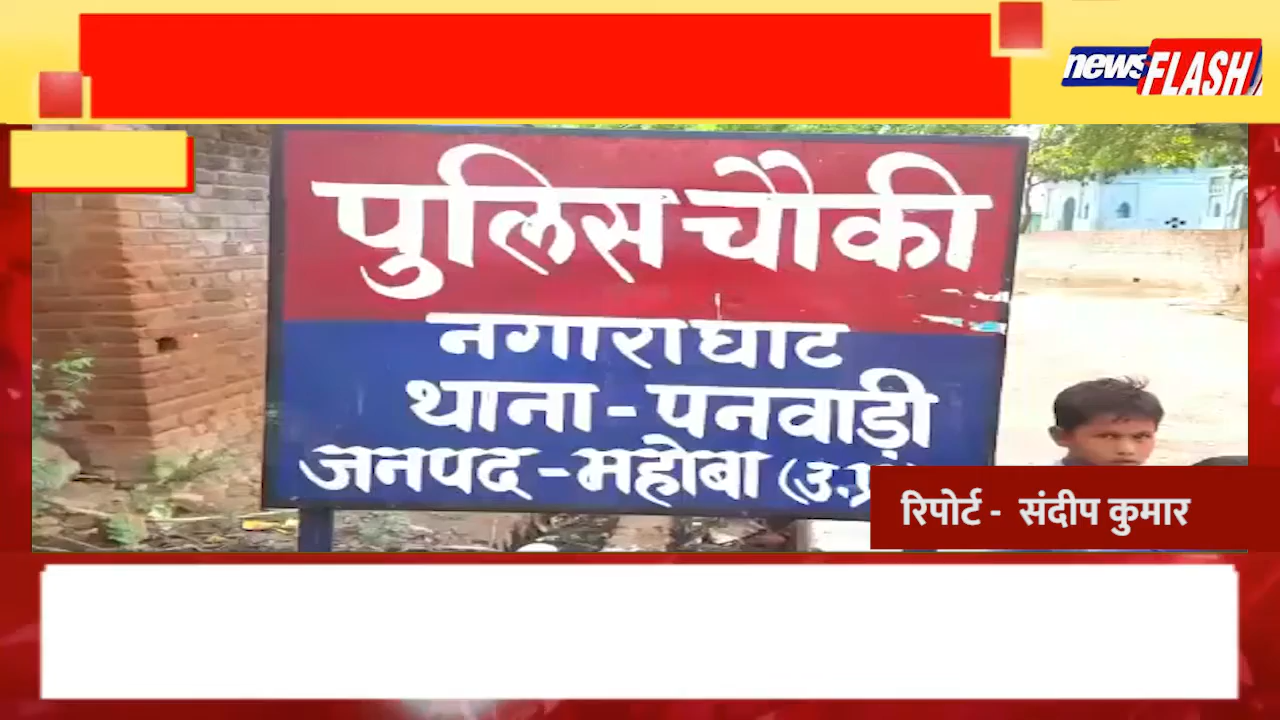 news FLASH
पुलिस चौकी
नगारा घाट
थाना - पनवाड़ी
जनपद - महोबा (उ.प्र
रिपोर्ट - संदीप कुमार